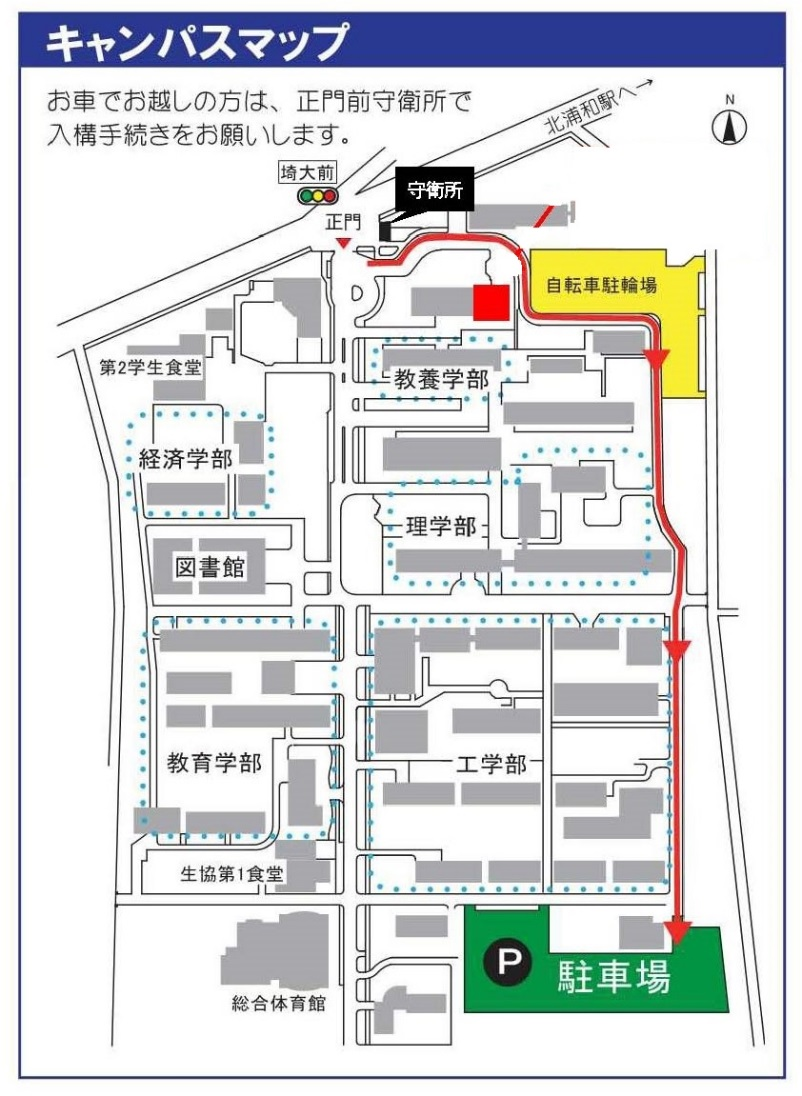 キャンパスマップ
お車でお越しの方は、正門前守衛所で
入構手続きをお願いします。
北浦和駅へ→
N
埼大前
守衛所
正門
自転車駐輪場
第2学生食堂
教養学部
経済学部
理学部
図書館
教育学部
工学部
生協第1食堂
P
駐車場
総合体育館